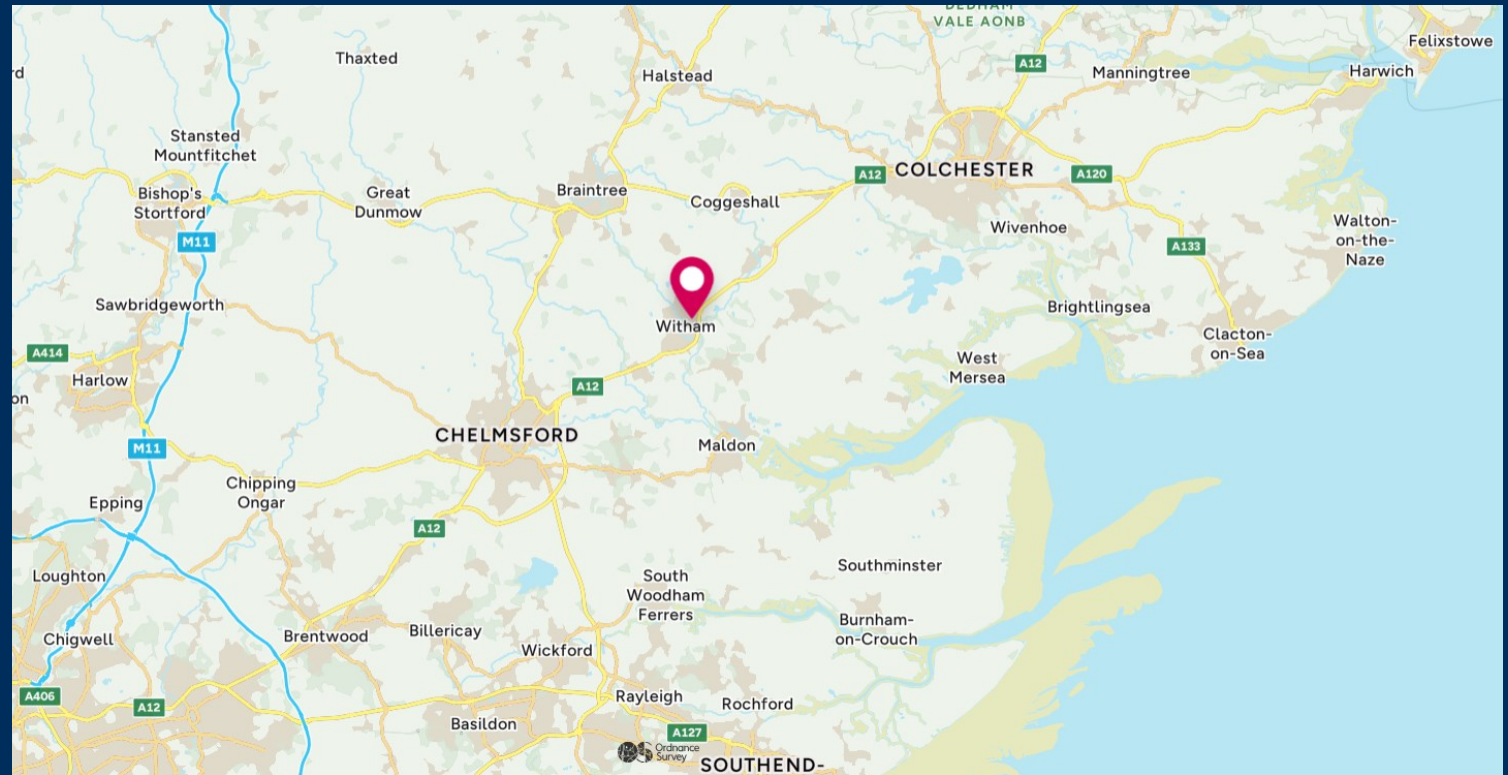 DEDHAM
VALE AONB
Felixstowe
Thaxted
A12
Halstead
Manningtree
Harwich
rd
Stansted
Mountfitchet
COLCHESTER
A12
A120
Bishop's
Stortford
Great
Dunmow
Braintree
Coggeshall
Wivenhoe
Walton-
on-the-
Naze
M11
A133
Sawbridgeworth
Brightlingsea
Witham
Clacton-
on-Sea
A414
Harlow
West
Mersea
A12
on
CHELMSFORD
Maldon
M11
Chipping
Ongar
Epping
A12
Southminster
Loughton
South
Woodham
Ferrers
Burnham-
on-Crouch
Chigwell
Brentwood
Billericay
Wickford
A406
A12
Rayleigh
Rochford
Basildon
A127
Ordnance
Survey
SOUTHEND-